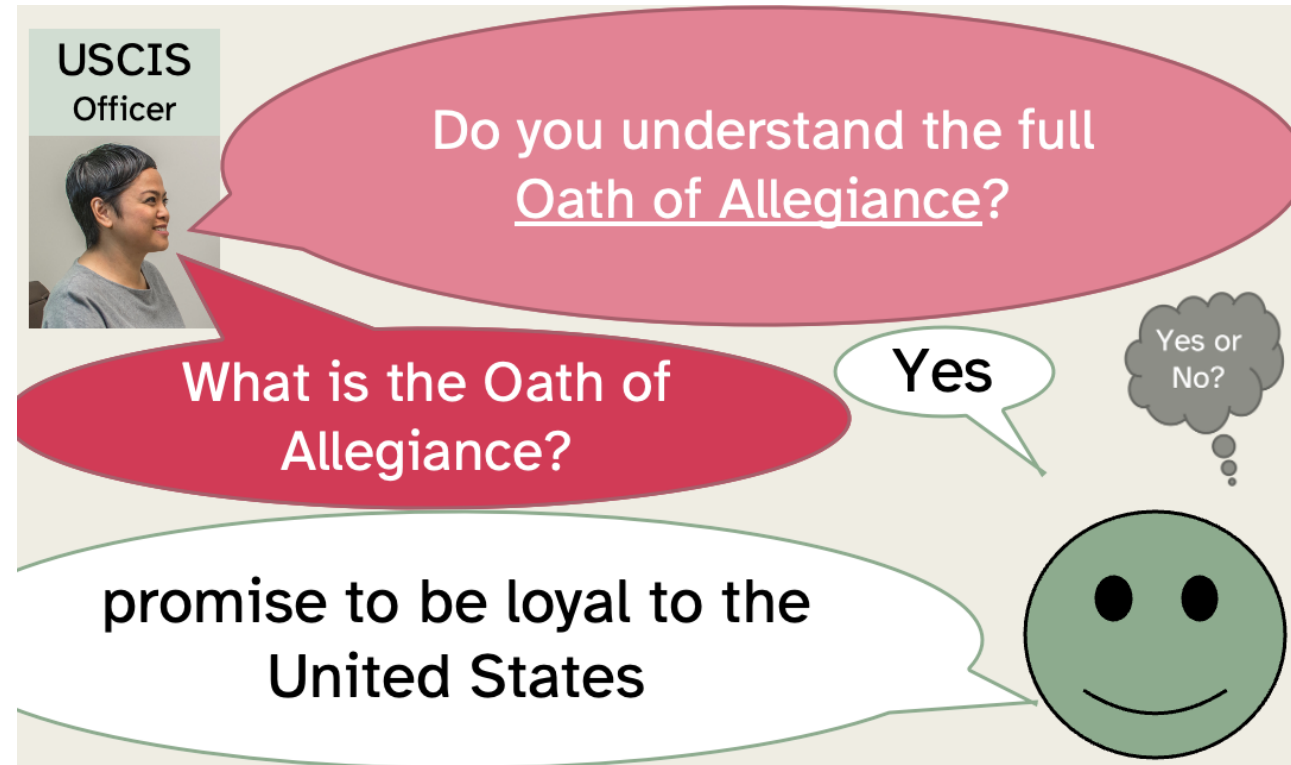 USCIS
Officer
Do you understand the full
Oath of Allegiance?
Yes or
No?
Yes
What is the Oath of
Allegiance?
promise to be loyal to the
United States